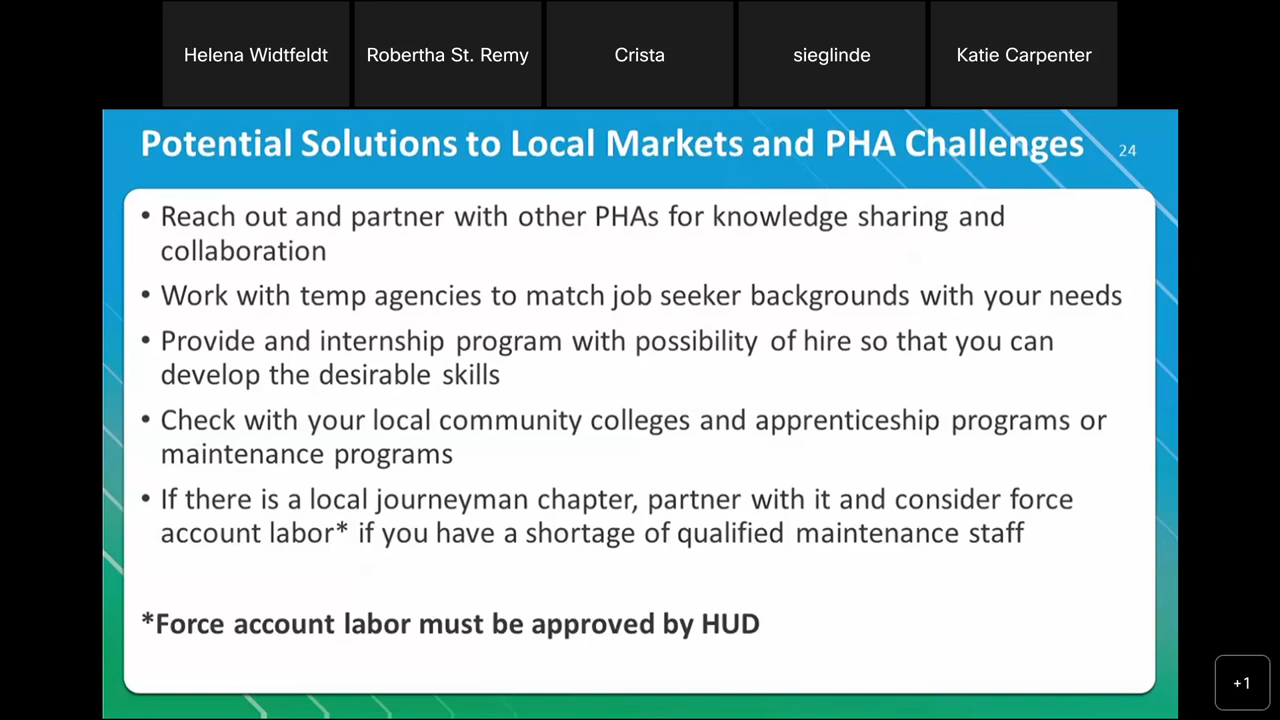 Helena Widtfeldt
Robertha St. Remy
Crista
sieglinde
Katie Carpenter
Potential Solutions to Local Markets and PHA Challenges
24
• Reach out and partner with other PHAs for knowledge sharing and
collaboration
• Work with temp agencies to match job seeker backgrounds with your needs
• Provide and internship program with possibility of hire so that you can
develop the desirable skills
• Check with your local community colleges and apprenticeship programs or
maintenance programs
• If there is a local journeyman chapter, partner with it and consider force
account labor* if you have a shortage of qualified maintenance staff
*Force account labor must be approved by HUD
+1